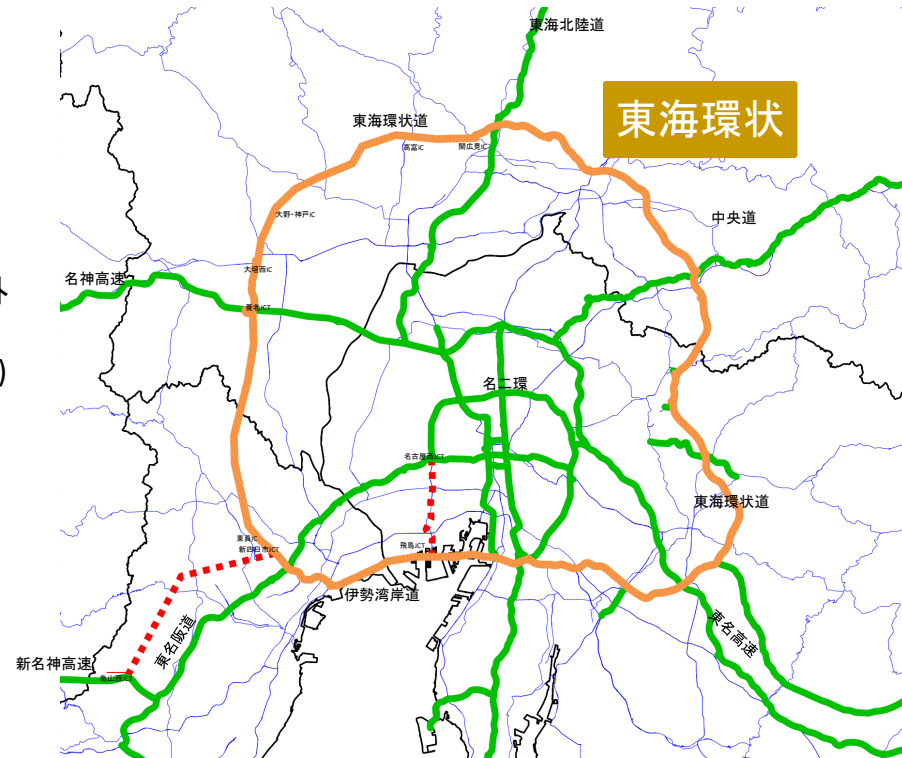 東海北陸道
東海環状
東海環状道
高富IC
関広見IC
大野・神戸IC
中央道
大垣西IC
名神高速
外
養老JCT
)
名二環
名古屋西JCT
東海環状道
東員IC
新四日市JCT
飛島JCT
伊勢湾岸道
東名阪道
東名高速
新名神高速
亀山西JCT